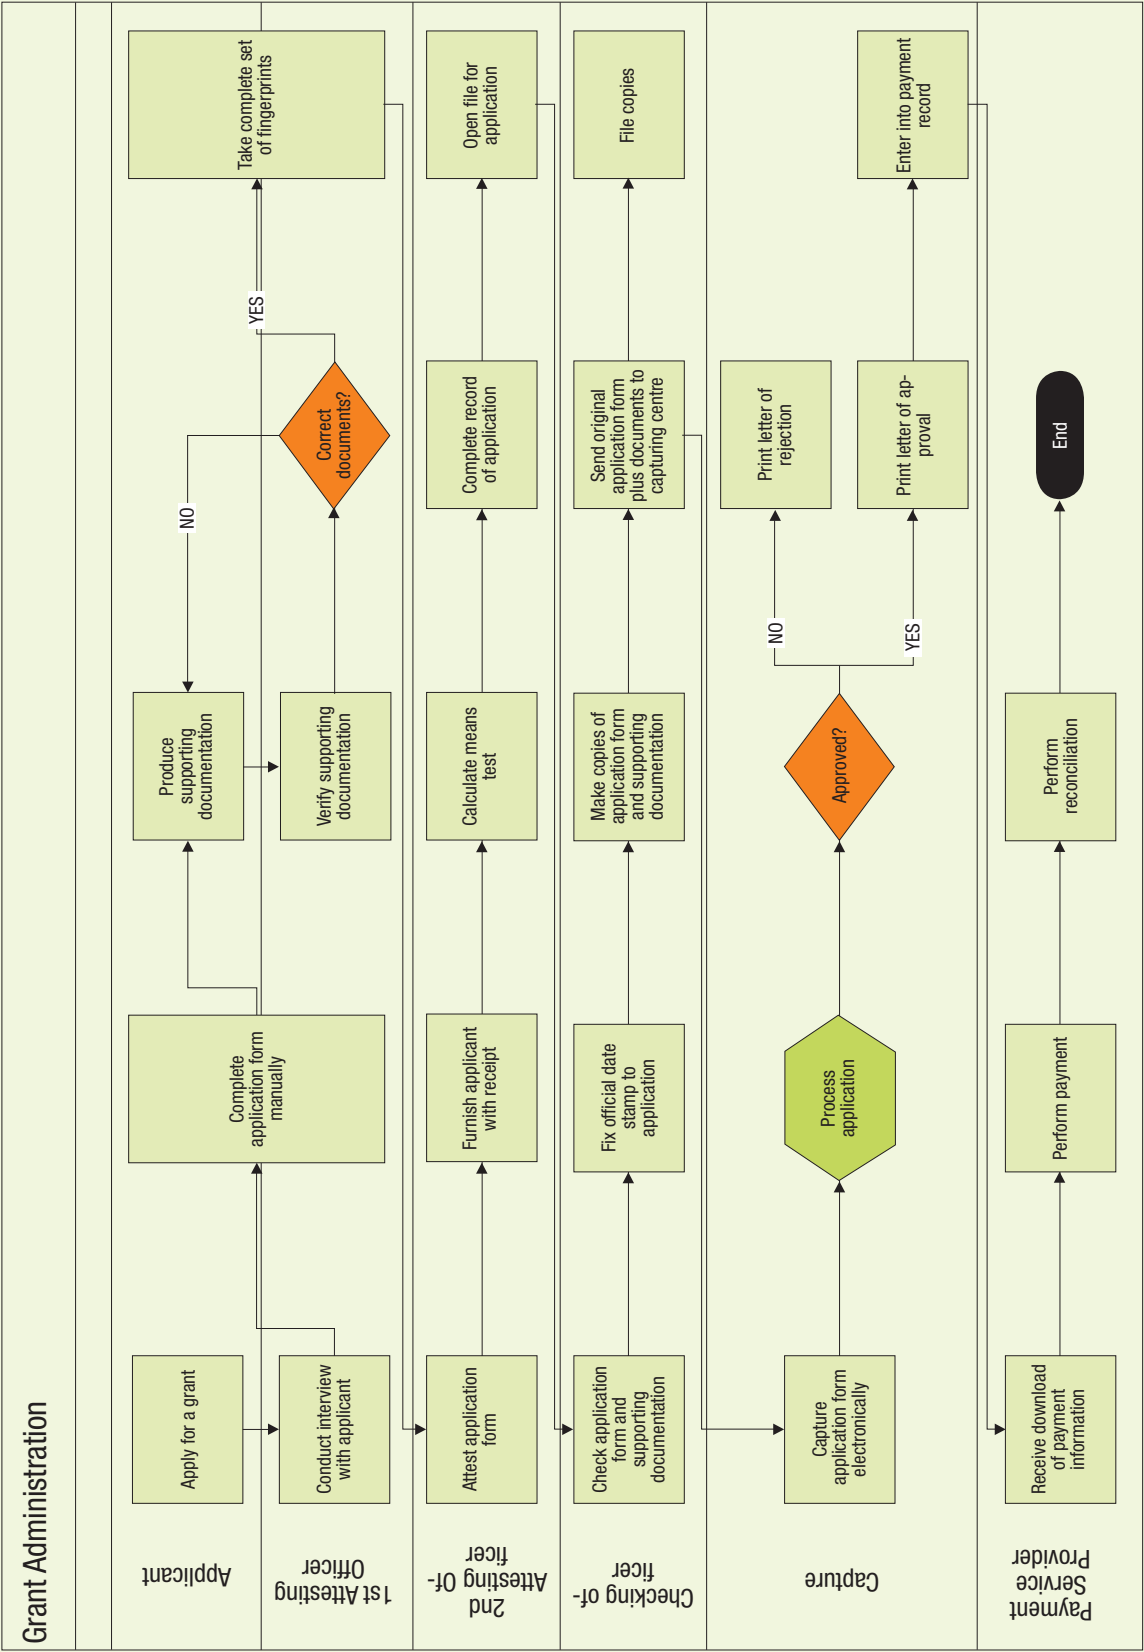 Grant Administration
Applicant
Apply for a grant
Complete
application form
manually
Produce
supporting
documentation
NO
YES
Take complete set
of fingerprints
1st Attesting
Officer
Conduct interview
with applicant
Verify supporting
documentation
Correct
documents?
2nd
Attesting Of-
ficer
Attest application
form
Furnish applicant
with receipt
Calculate means
test
Complete record
of application
Open file for
application
Checking of-
ficer
Check application
form and
supporting
documentation
Fix official date
stamp to
application
Make copies of
application form
and supporting
documentation
Send original
application form
plus documents to
capturing centre
File copies
Capture
Capture
application form
electronically
Process
application
Approved?
NO
Print letter of
rejection
YES
Print letter of ap-
proval
Enter into payment
record
Payment
Service
Provider
Receive download
of payment
information
Perform payment
Perform
reconciliation
End